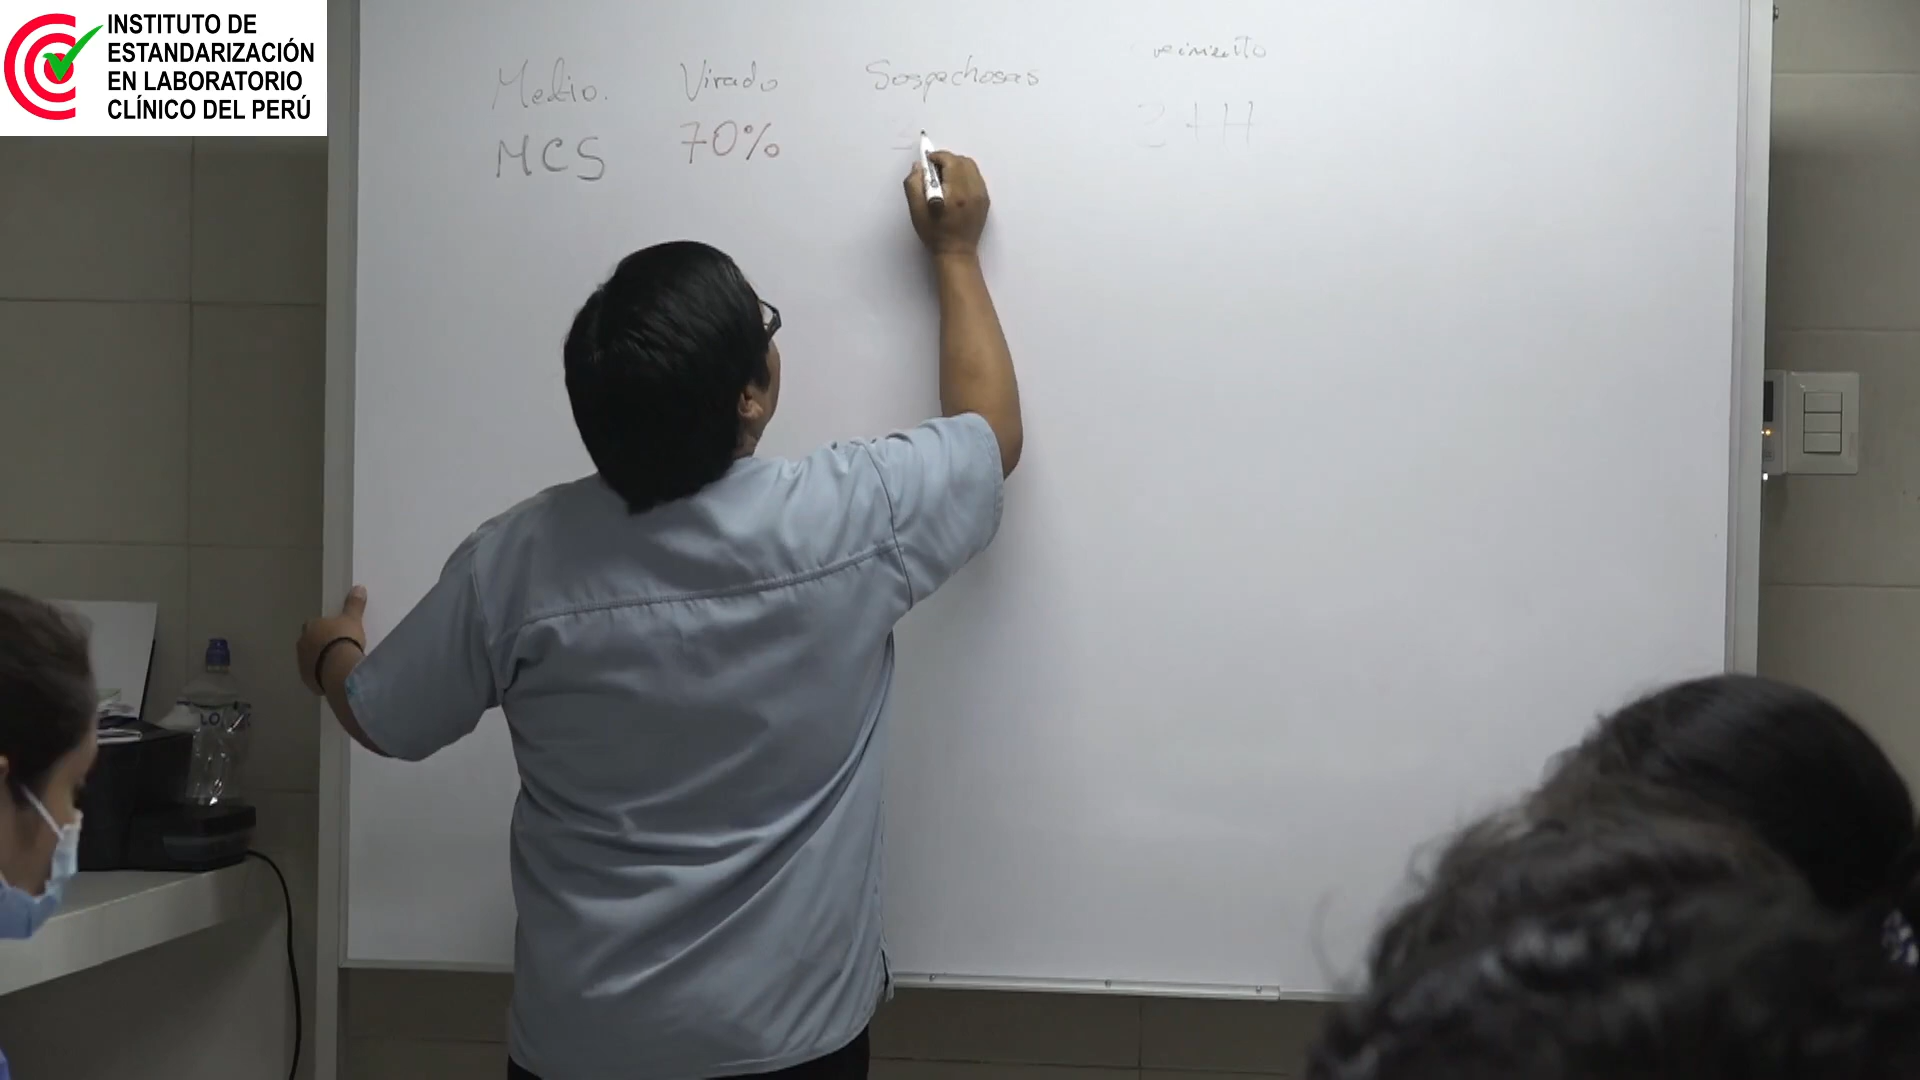 INSTITUTO DE
ESTANDARIZACIÓN
EN LABORATORIO
CLÍNICO DEL PERÚ
Medio. Virado Sospechosas
MCS 70%